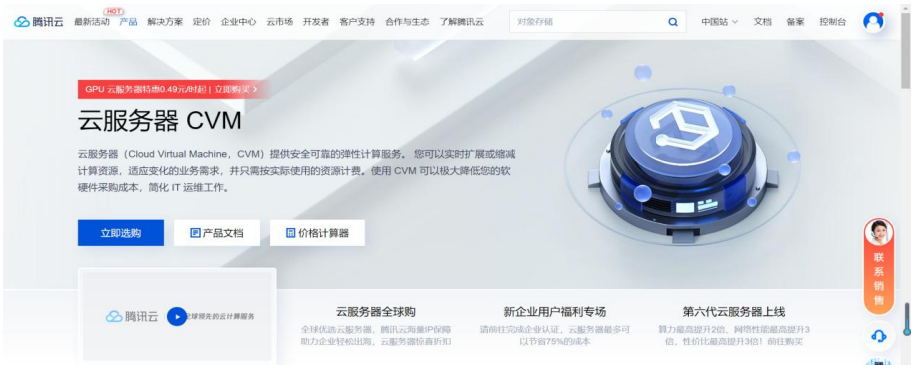 腾讯云 最新活动 HOT 产品 解决方案 定价 企业中心 云市场 开发者 客户支持 合作与生态 了解腾讯云 对象存储 中国站 文档 备案 控制台
GPU 云服务器特惠0.49元/时起 | 立即购买 >
云服务器 CVM
云服务器（Cloud Virtual Machine，CVM）提供安全可靠的弹性计算服务。 您可以实时扩展或缩减
计算资源，适应变化的业务需求，并只需按实际使用的资源计费。使用 CVM 可以极大降低您的软
硬件采购成本，简化 IT 运维工作。
立即选购 产品文档 价格计算器
联系销售
腾讯云 全球领先的云计算服务
云服务器全球购 新企业用户福利专场 第六代云服务器上线
全球优选云服务器，腾讯云海量IP保障 请前往完成企业认证，云服务器最多可 算力最高提升2倍，网络性能最高提升3
助力企业轻松出海，云服务器惊喜折扣 以节省75%的成本 倍，性价比最高提升3倍！前往购买